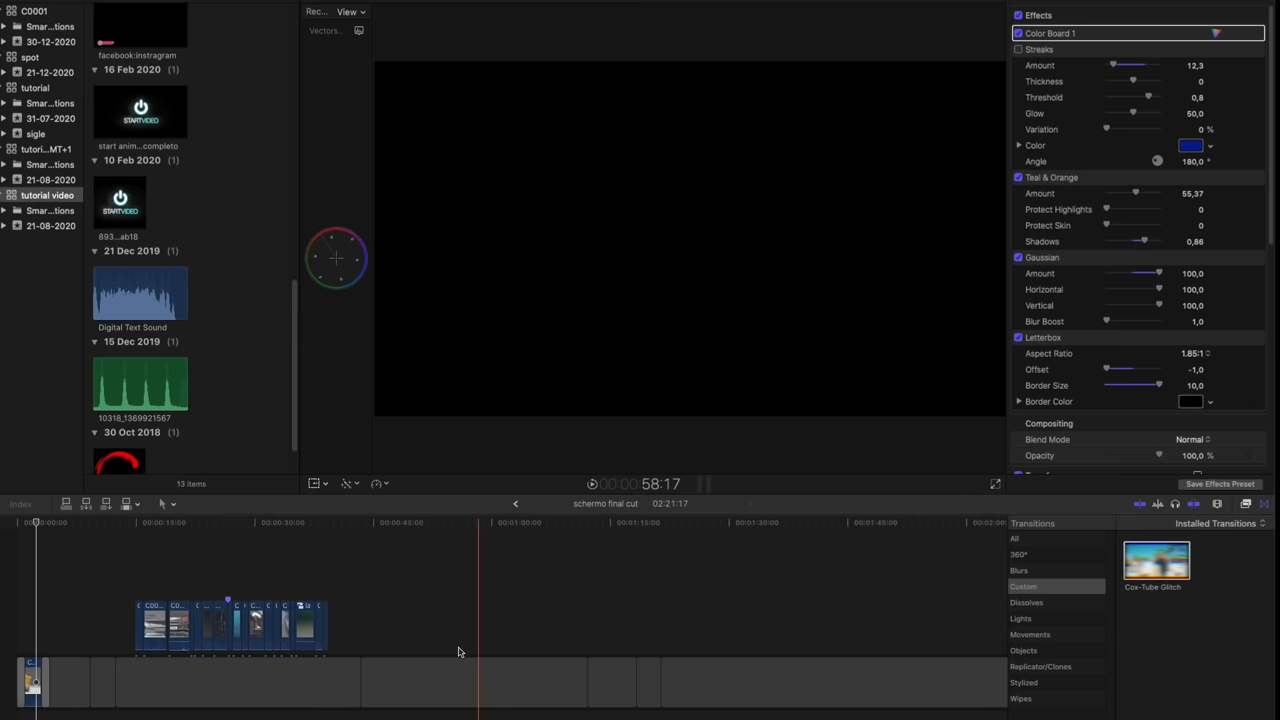 C0001
Smar...tions
30-12-2020
spot
21-12-2020
tutorial
Smar...tions
31-07-2020
sigle
tutori...MT+1
Smar...tions
21-08-2020
tutorial video
Smar...tions
21-08-2020
facebook:instragram
16 Feb 2020 (1)
STARTVIDEO
start anim...completo
10 Feb 2020 (1)
STARTVIDEO
893...ab18
21 Dec 2019 (1)
Digital Text Sound
15 Dec 2019 (1)
10318_1369921567
30 Oct 2018 (1)
13 items
Rec... View
Vectors...
00:00:58:17
Effects
Color Board 1
Streaks
Amount 12,3
Thickness 0
Threshold 0,8
Glow 50,0
Variation 0 %
Color
Angle 180,0 °
Teal & Orange
Amount 55,37
Protect Highlights 0
Protect Skin 0
Shadows 0,86
Gaussian
Amount 100,0
Horizontal 100,0
Vertical 100,0
Blur Boost 1,0
Letterbox
Aspect Ratio 1.85:1
Offset -1,0
Border Size 10,0
Border Color
Compositing
Blend Mode Normal
Opacity 100,0 %
Save Effects Preset
Index
schermo final cut 02:21:17
00:00:00:00 00:00:15:00 00:00:30:00 00:00:45:00 00:01:00:00 00:01:15:00 00:01:30:00 00:01:45:00 00:02:0
Transitions Installed Transitions
All
360°
Blurs
Custom
Dissolves
Lights
Movements
Objects
Replicator/Clones
Stylized
Wipes
Cox-Tube Glitch